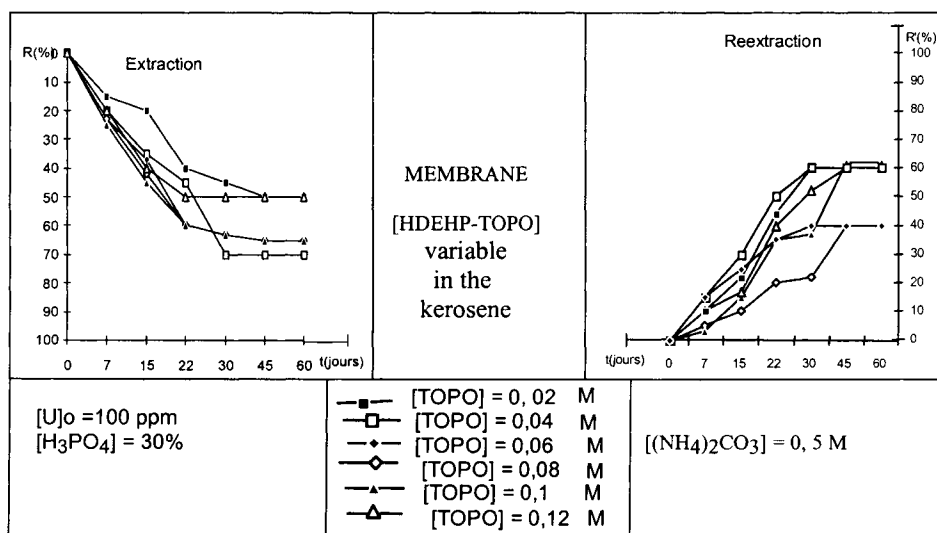 R(%)
Extraction
0
10
20
30
40
50
60
70
80
90
100
0 7 15 22 30 45 60 t(jours)
MEMBRANE
[HDEHP-TOPO]
variable
in the
kerosene
Reextraction
R'(%)
100
90
80
70
60
50
40
30
20
10
0
t(jours) 0 7 15 22 30 45 60
[U]o =100 ppm
[H3PO4] = 30%
[TOPO] = 0, 02 M
[TOPO] = 0,04 M
[TOPO] = 0,06 M
[TOPO] = 0,08 M
[TOPO] = 0,1 M
[TOPO] = 0,12 M
[(NH4)2CO3] = 0, 5 M